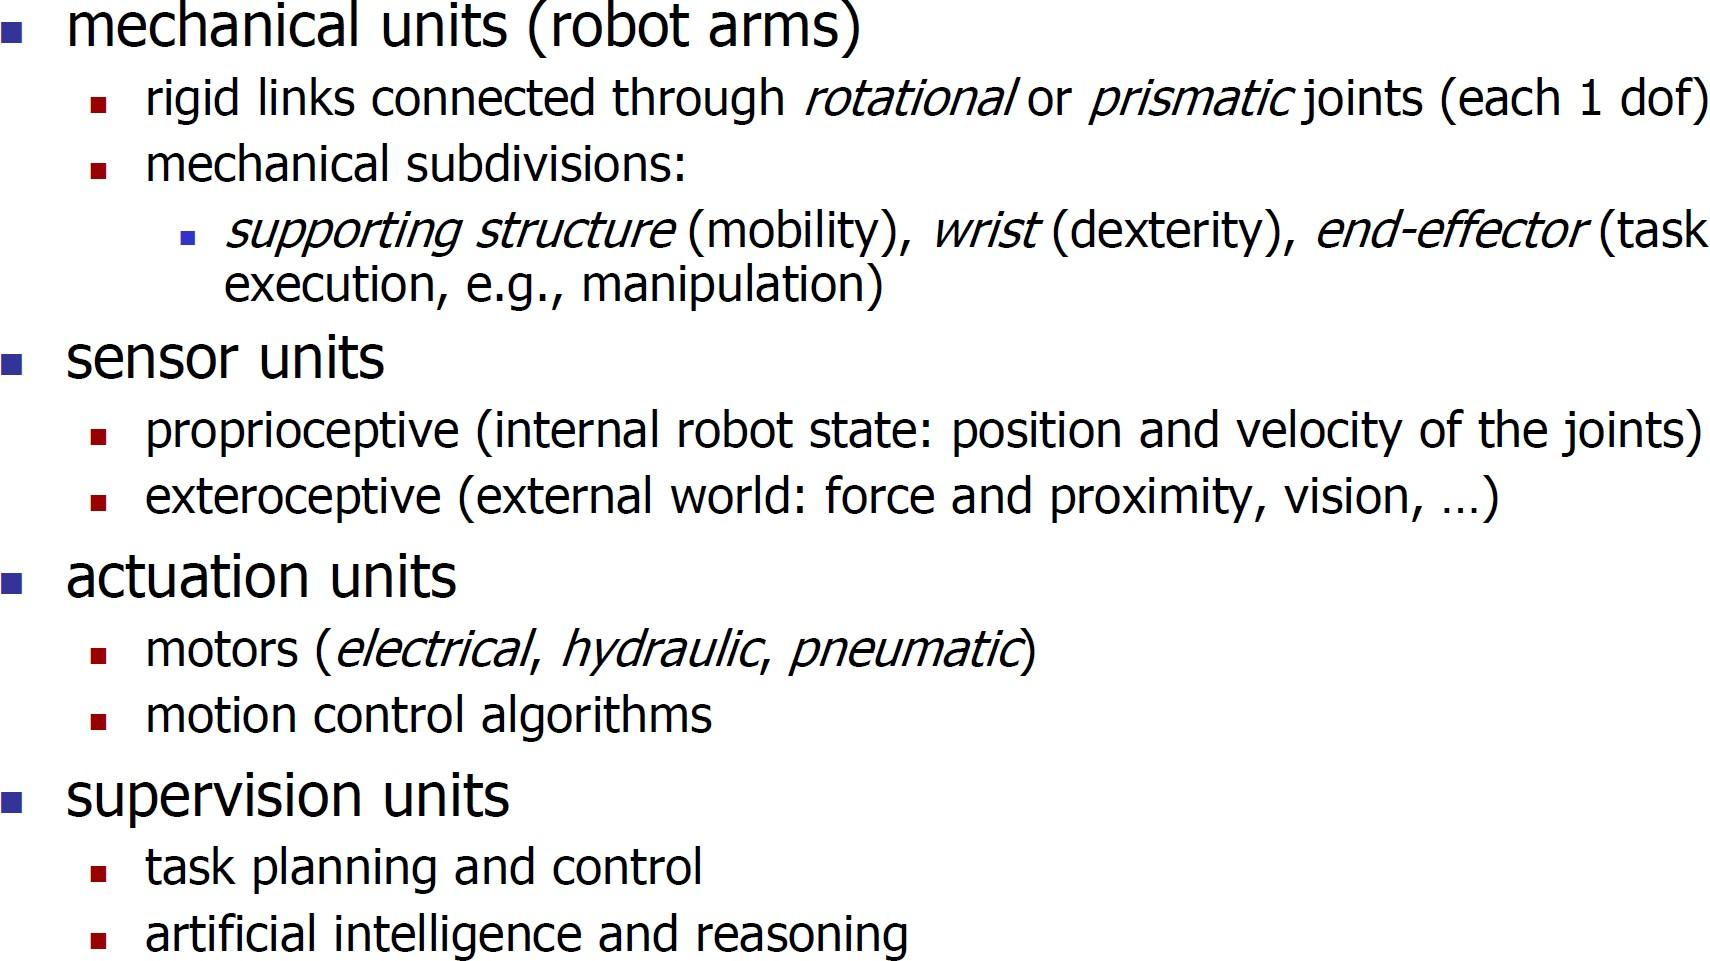 mechanical units (robot arms)
rigid links connected through rotational or prismatic joints (each 1 dof)
mechanical subdivisions:
supporting structure (mobility), wrist (dexterity), end-effector (task
execution, e.g., manipulation)
sensor units
proprioceptive (internal robot state: position and velocity of the joints)
exteroceptive (external world: force and proximity, vision, …)
actuation units
motors (electrical, hydraulic, pneumatic)
motion control algorithms
supervision units
task planning and control
artificial intelligence and reasoning